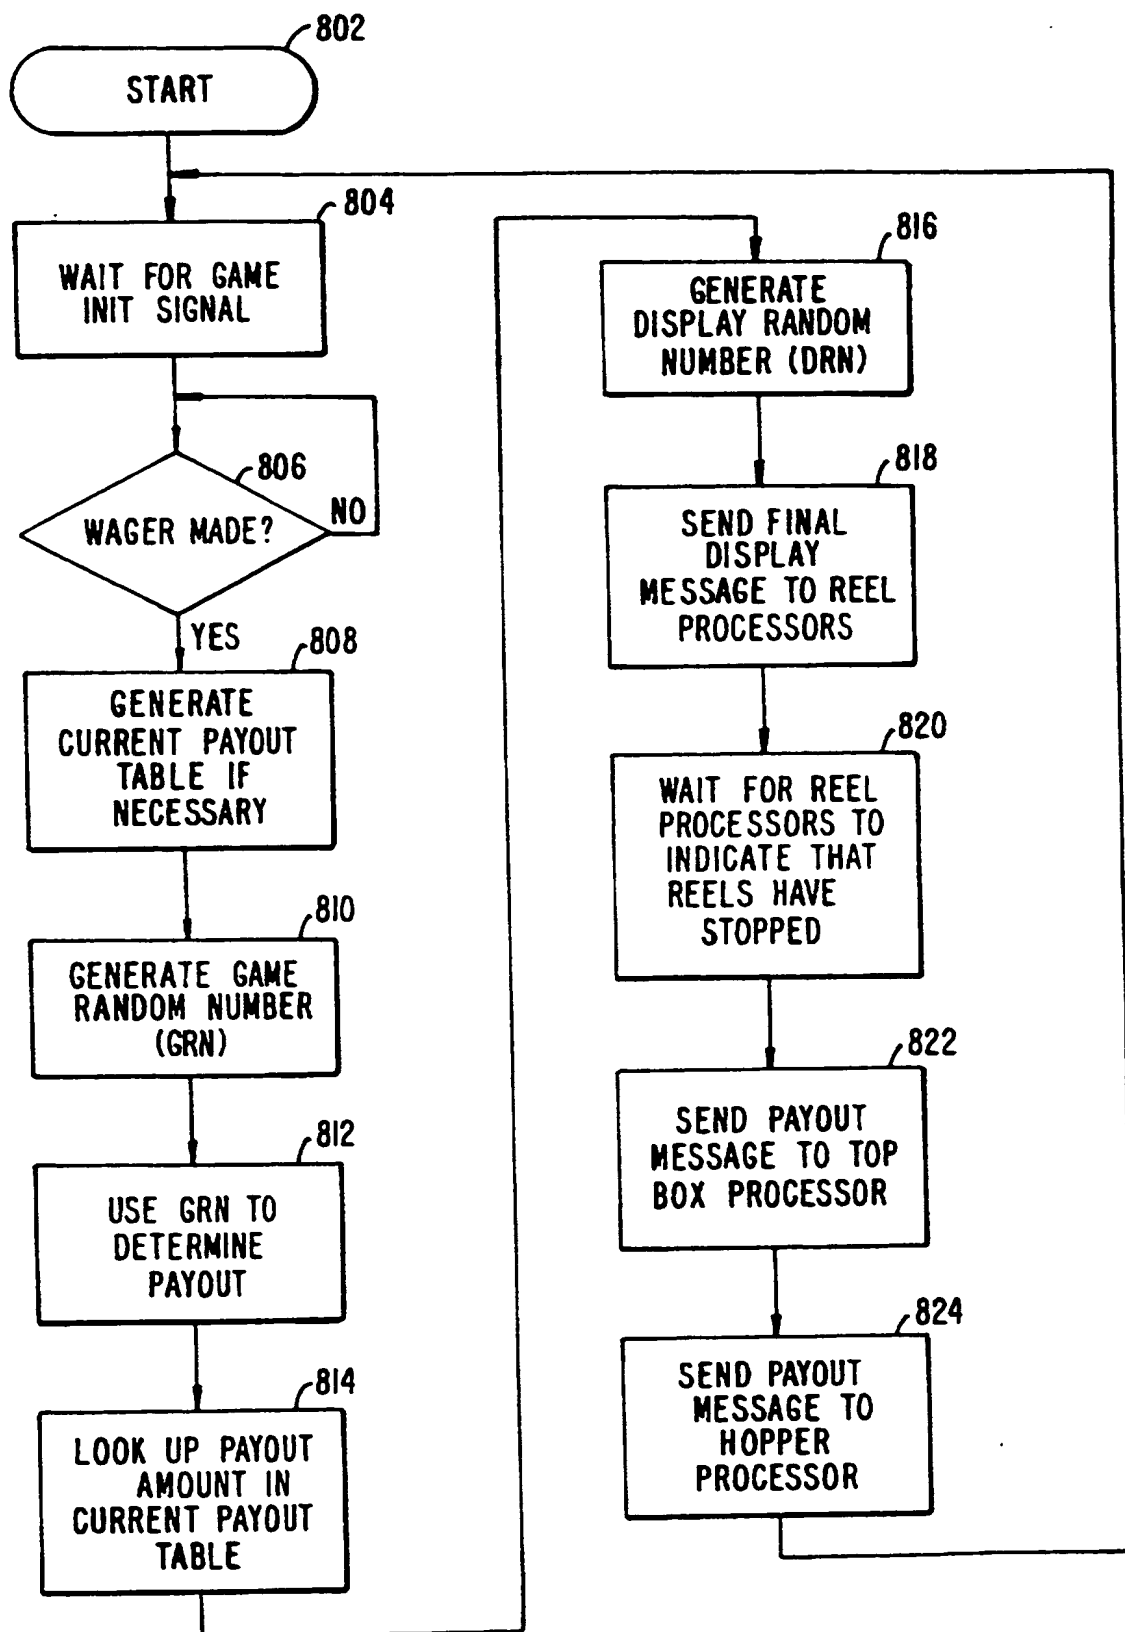 802
START
804
WAIT FOR GAME
INIT SIGNAL
806
WAGER MADE?
NO
YES
808
GENERATE
CURRENT PAYOUT
TABLE IF
NECESSARY
810
GENERATE GAME
RANDOM NUMBER
(GRN)
812
USE GRN TO
DETERMINE
PAYOUT
814
LOOK UP PAYOUT
AMOUNT IN
CURRENT PAYOUT
TABLE
816
GENERATE
DISPLAY RANDOM
NUMBER (DRN)
818
SEND FINAL
DISPLAY
MESSAGE TO REEL
PROCESSORS
820
WAIT FOR REEL
PROCESSORS TO
INDICATE THAT
REELS HAVE
STOPPED
822
SEND PAYOUT
MESSAGE TO TOP
BOX PROCESSOR
824
SEND PAYOUT
MESSAGE TO
HOPPER
PROCESSOR